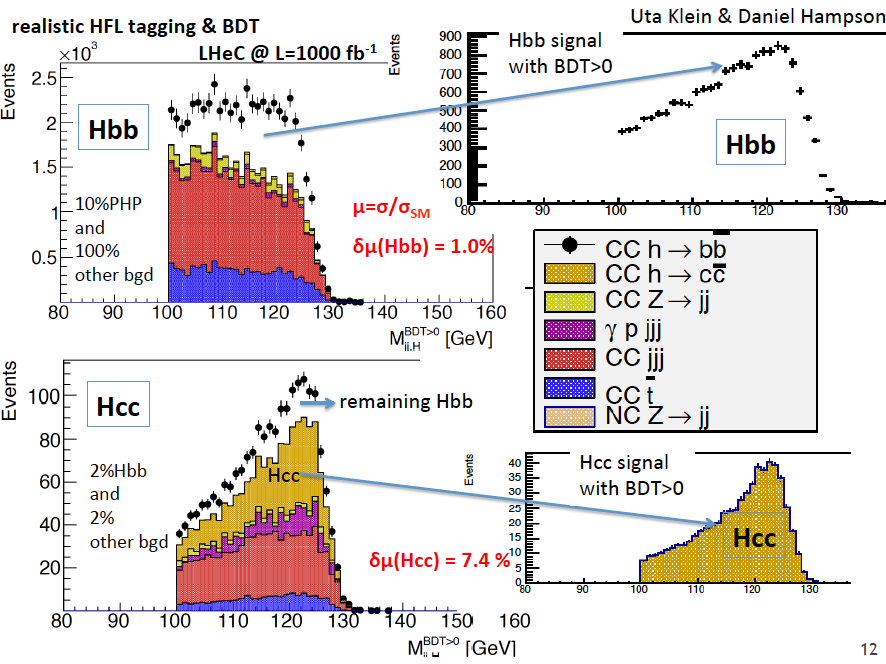 realistic HFL tagging & BDT
Uta Klein & Daniel Hampson
LHeC @ L=1000 fb-1
×10³
Events
2.5
2
1.5
1
0.5
Hbb
10%PHP
and
100%
other bgd
μ=σ/σSM
δμ(Hbb) = 1.0%
80 90 100 110 120 130 140 150 160
M BDT>0 jj,H [GeV]
Events
900
800
700
600
500
400
300
200
100
0
Hbb signal
with BDT>0
Hbb
80 90 100 110 120 130
CC h → bb̅
CC h → cc̅
CC Z → jj
γ p jjj
CC jjj
CC t̅
NC Z → jj
Events
100
80
60
40
20
Hcc
remaining Hbb
2%Hbb
and
2%
other bgd
Hcc
δμ(Hcc) = 7.4 %
80 90 100 110 120 130 140 150 160
M BDT>0 jj,H [GeV]
Events
40
35
30
25
20
15
10
5
0
Hcc signal
with BDT>0
Hcc
80 90 100 110 120 130
12